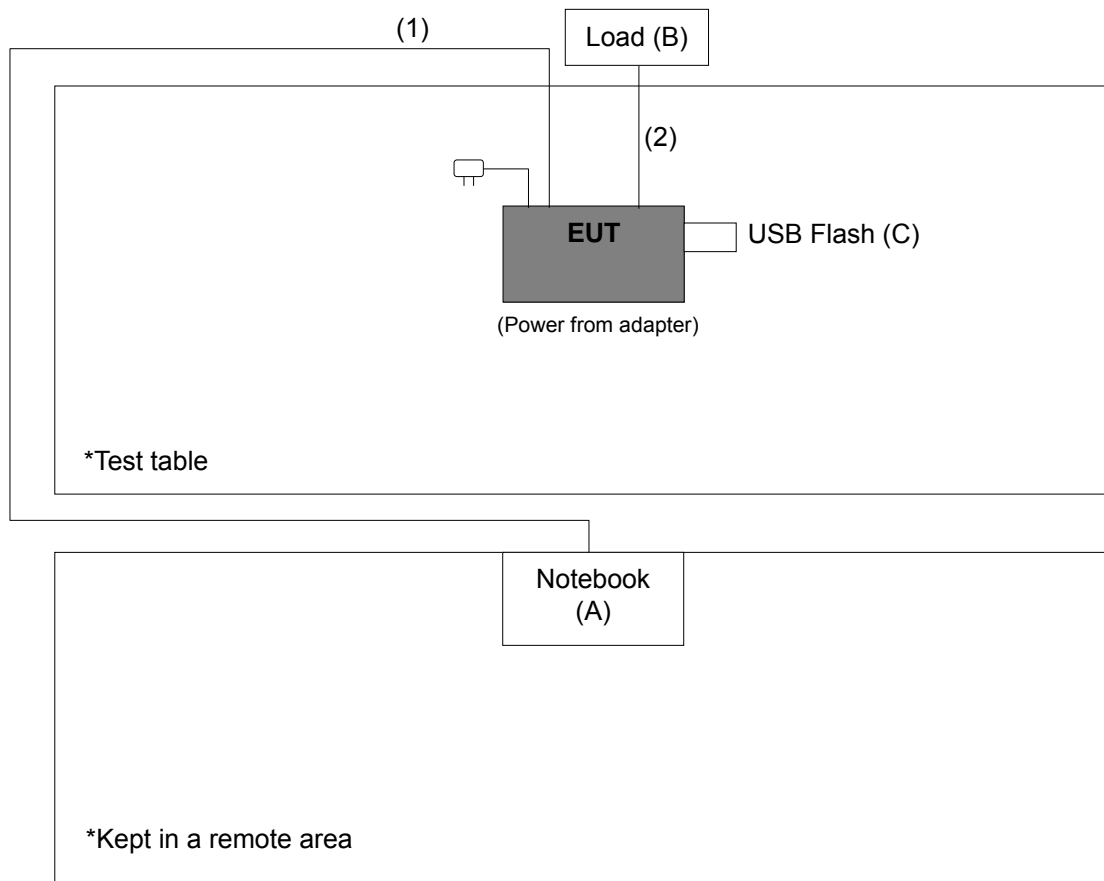 (1)
Load (B)
(2)
EUT
USB Flash (C)
(Power from adapter)
*Test table
Notebook
(A)
*Kept in a remote area